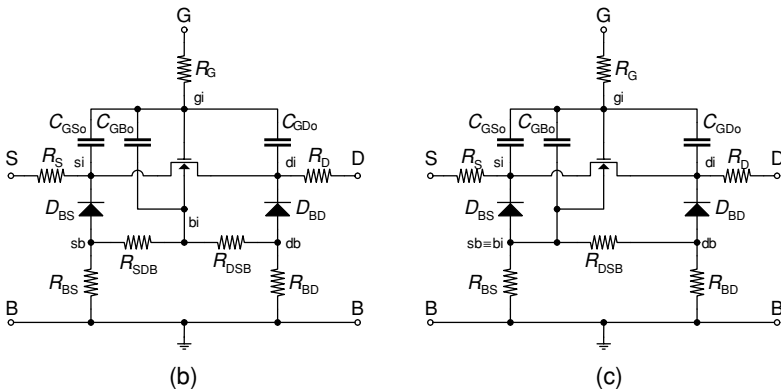 G
G
R_G
R_G
gi
gi
C_GSo
C_GBo
C_GDo
C_GSo
C_GBo
C_GDo
S
R_S
si
di
R_D
D
S
R_S
si
di
R_D
D
D_BS
bi
D_BD
D_BS
D_BD
sb
db
sb≡bi
db
R_SDB
R_DSB
R_DSB
R_BS
R_BD
R_BS
R_BD
B
B
B
B
(b)
(c)